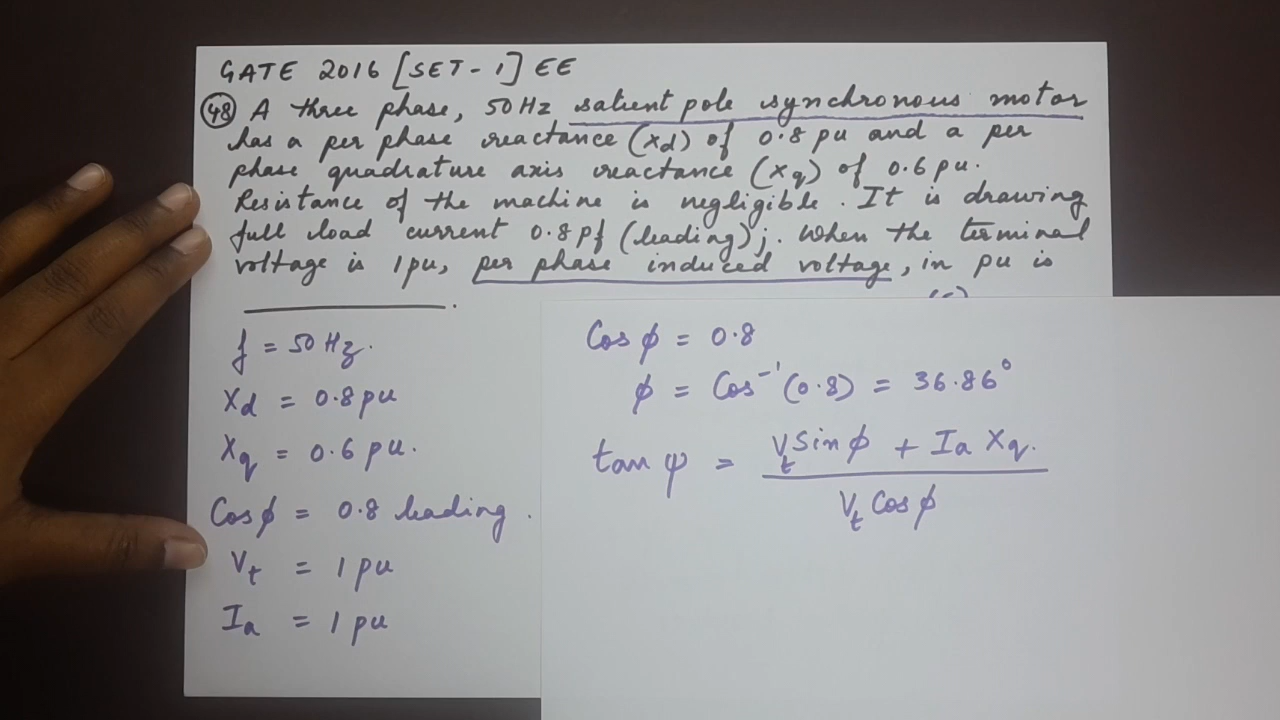 GATE 2016 [SET-1] EE
(48) A three phase, 50Hz salient pole synchronous motor
has a per phase reactance (Xd) of 0.8 pu and a per
phase quadrature axis reactance (Xq) of 0.6 pu.
Resistance of the machine is negligible. It is drawing
full load current 0.8 Pf (leading); When the terminal
voltage is 1pu, per phase induced voltage, in pu is
______.
f = 50 Hz.
Xd = 0.8 pu
Xq = 0.6 pu.
Cosφ = 0.8 leading.
Vt = 1 pu
Ia = 1 pu
Cos φ = 0.8
φ = Cos⁻¹(0.8) = 36.86°
tan ψ = Vt Sin φ + Ia Xq.
Vt Cos φ